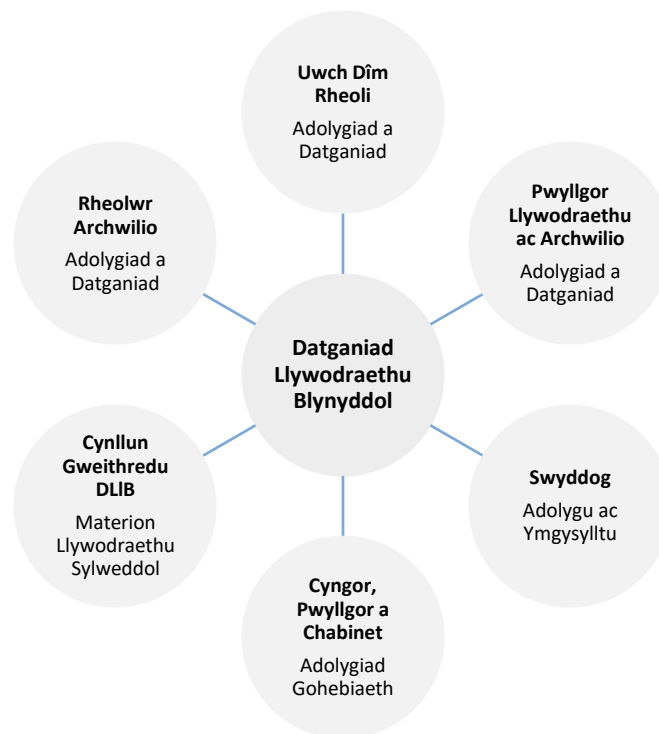 Uwch Dîm
Rheoli
Adolygiad a
Datganiad
Pwyllgor
Llywodraethu
ac Archwilio
Adolygiad a
Datganiad
Swyddog
Adolygu ac
Ymgysylltu
Cyngor,
Pwyllgor a
Chabinet
Adolygiad
Gohebiaeth
Cynllun
Gweithredu
DLlB
Materion
Llywodraethu
Sylweddol
Rheolwr
Archwilio
Adolygiad a
Datganiad
Datganiad
Llywodraethu
Blynyddol